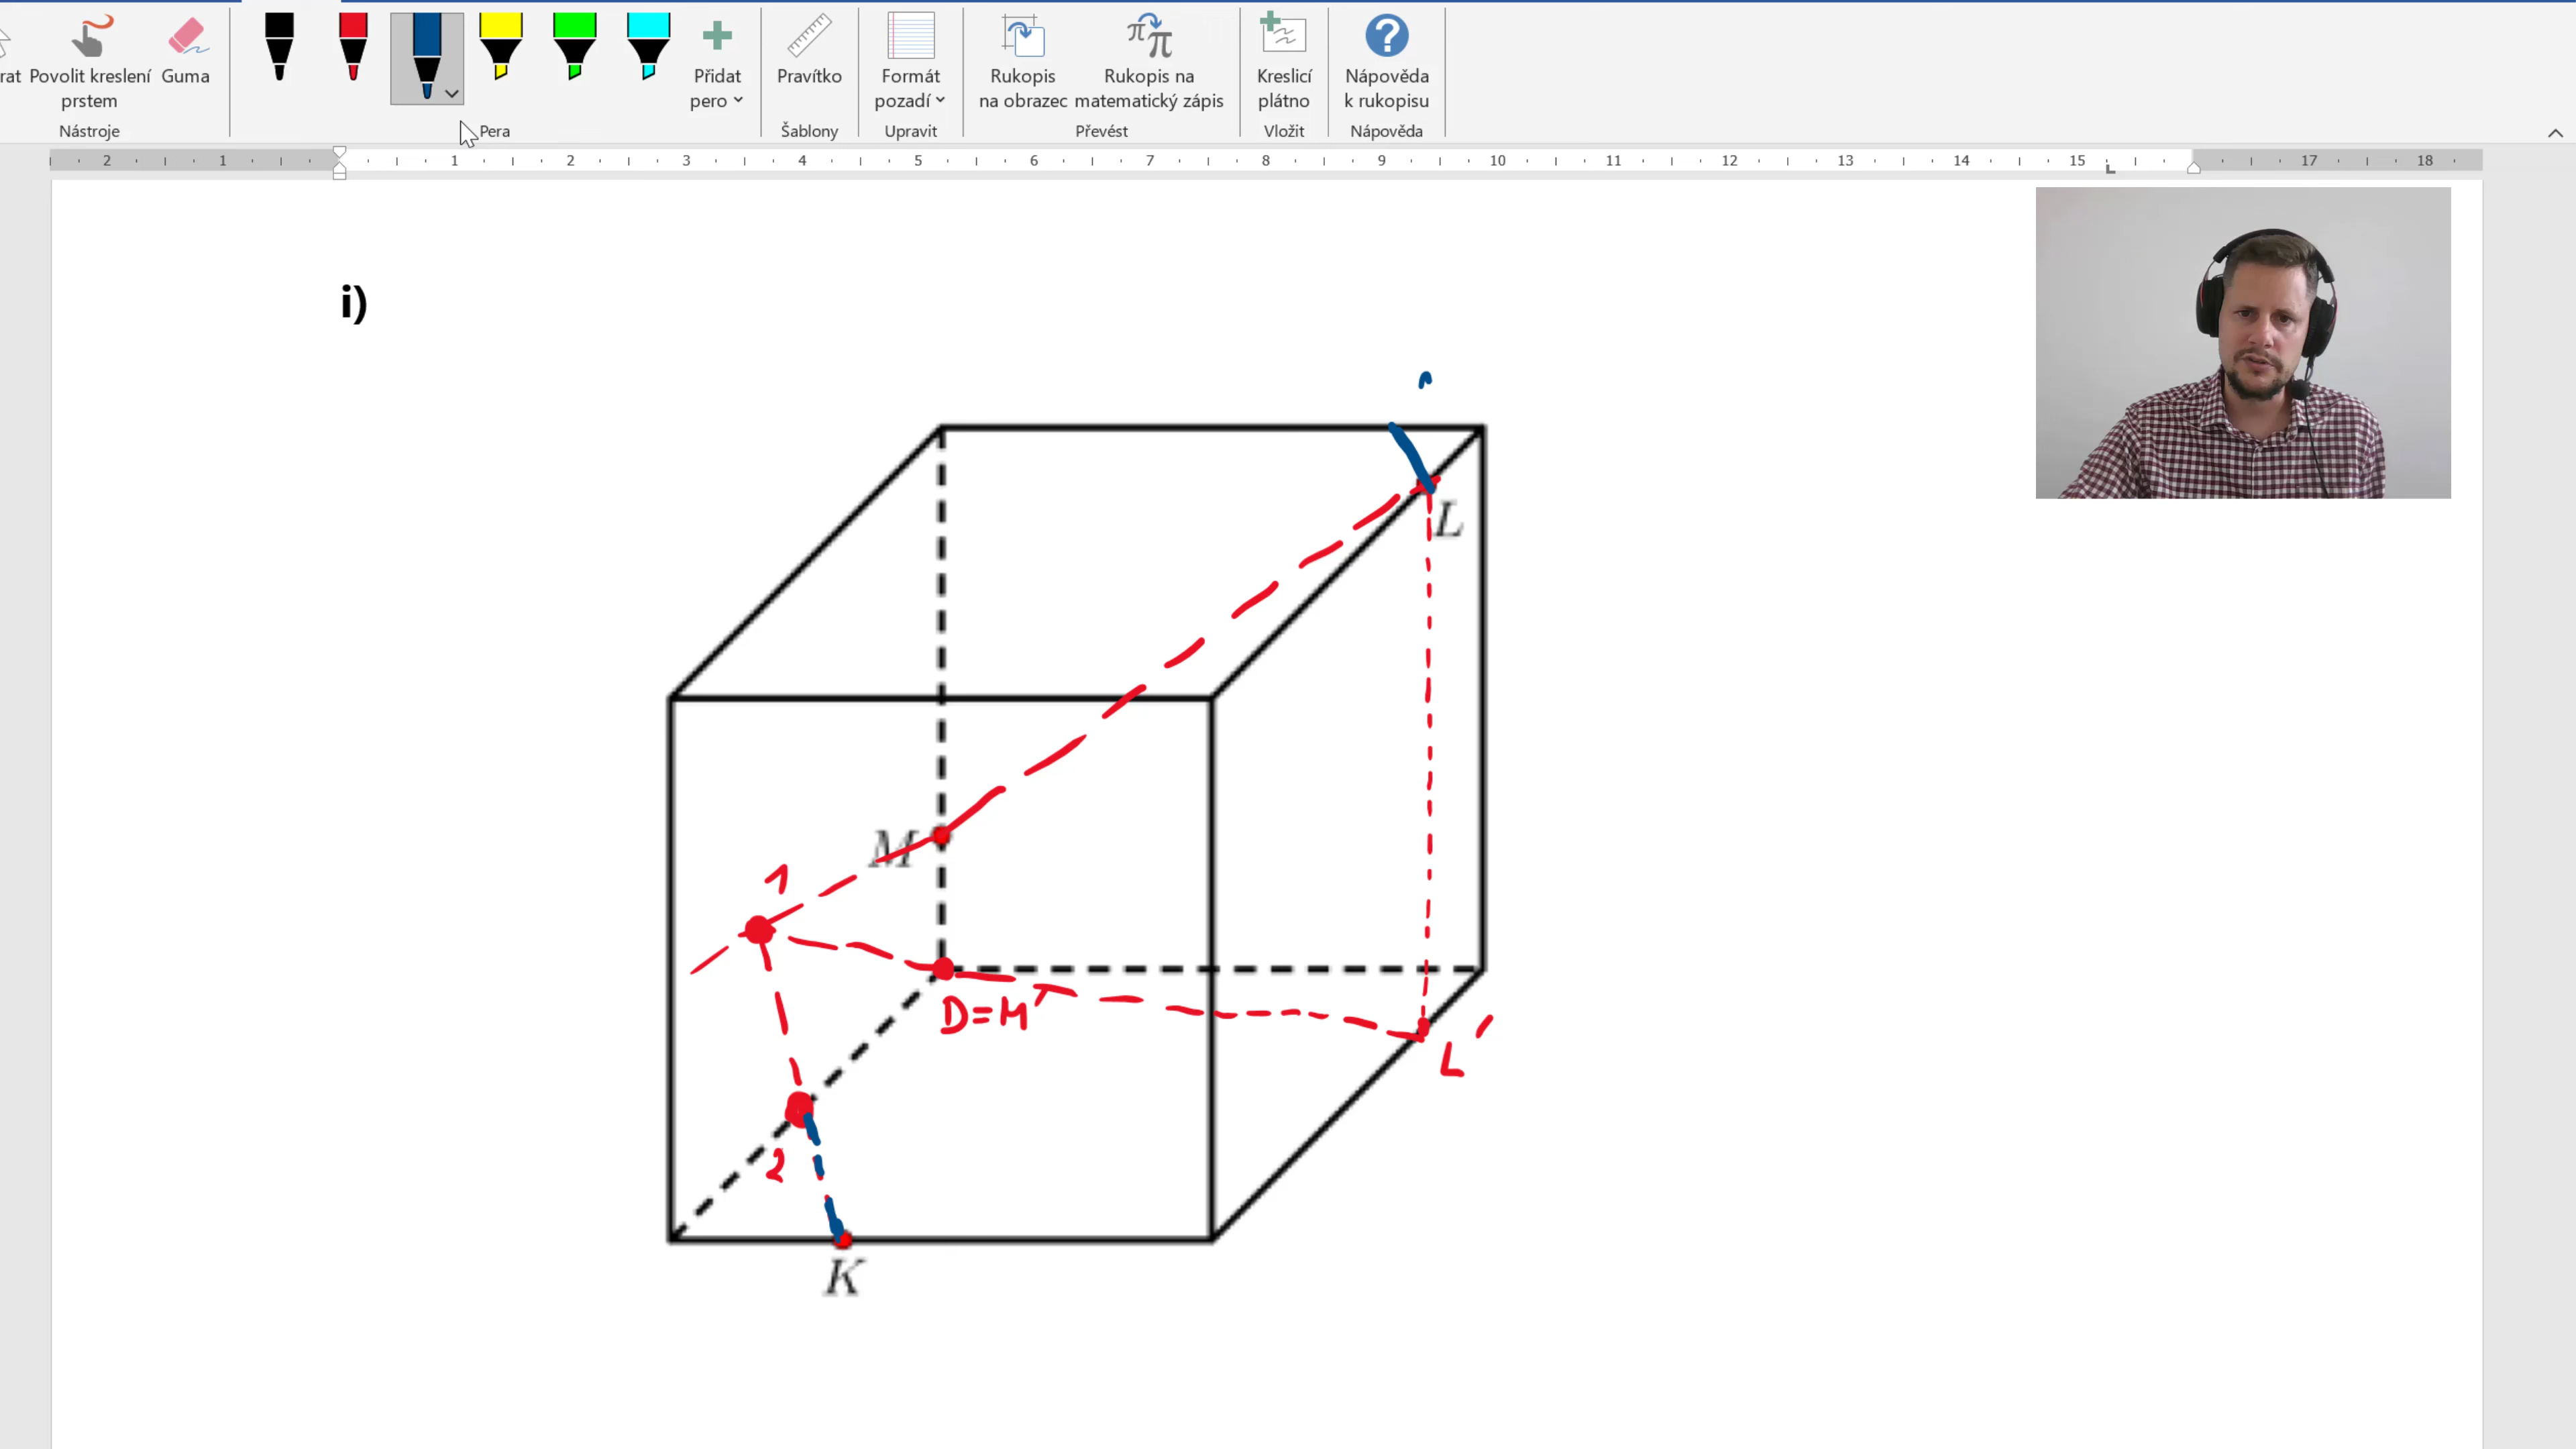 Povolit kreslení
prstem
Guma
Přidat
pero
Pravítko
Formát
pozadí
Rukopis
na obrazec
Rukopis na
matematický zápis
Kreslicí
plátno
Nápověda
k rukopisu
Nástroje
Pera
Šablony
Upravit
Převést
Vložit
Nápověda
2 1 1 2 3 4 5 6 7 8 9 10 11 12 13 14 15 17 18
i)
L
M
1
D=M'
L'
2
K